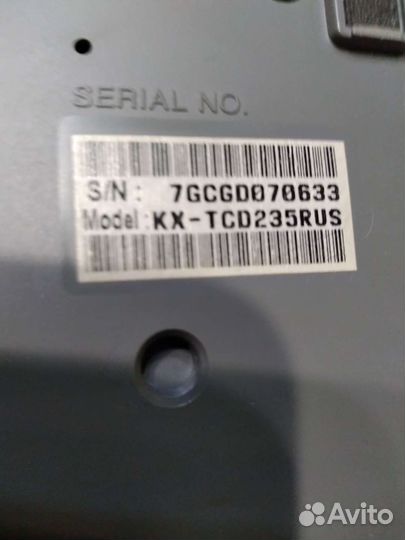 SERIAL NO.
S/N: 7GCGD070633
Model:KX-TCD235RUS
Avito